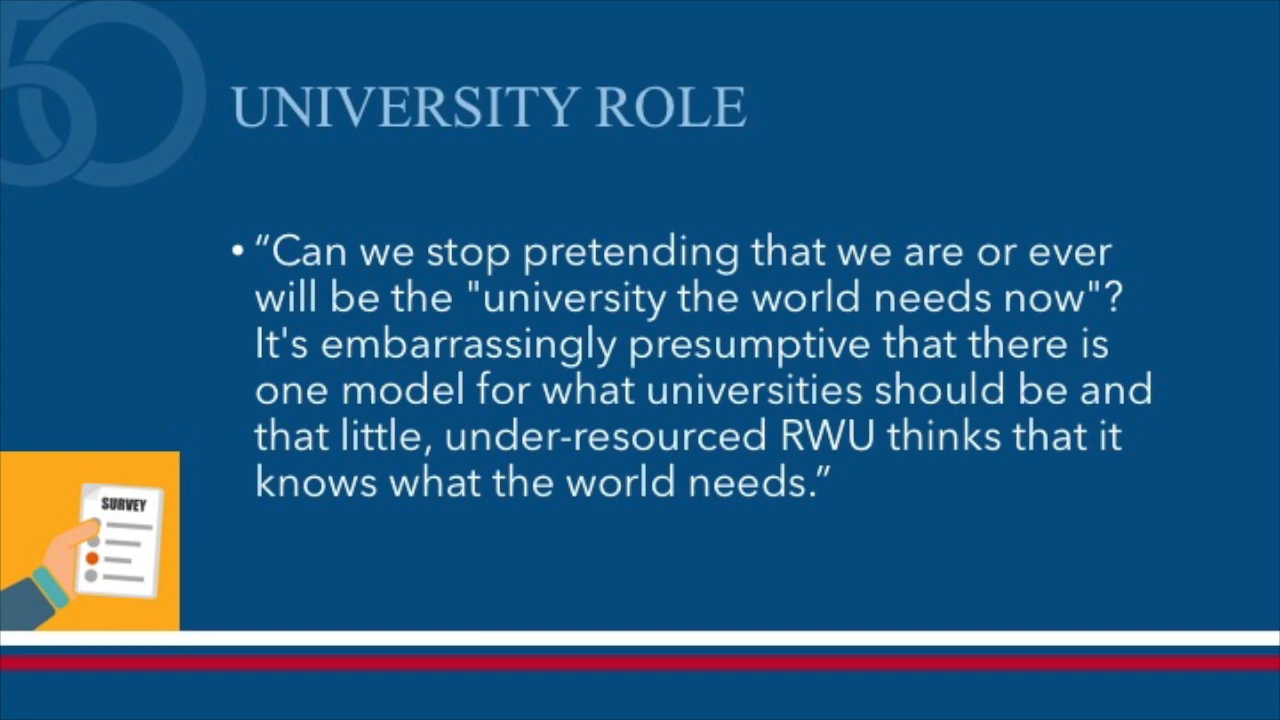 50
UNIVERSITY ROLE
• “Can we stop pretending that we are or ever
will be the "university the world needs now"?
It's embarrassingly presumptive that there is
one model for what universities should be and
that little, under-resourced RWU thinks that it
knows what the world needs.”
SURVEY